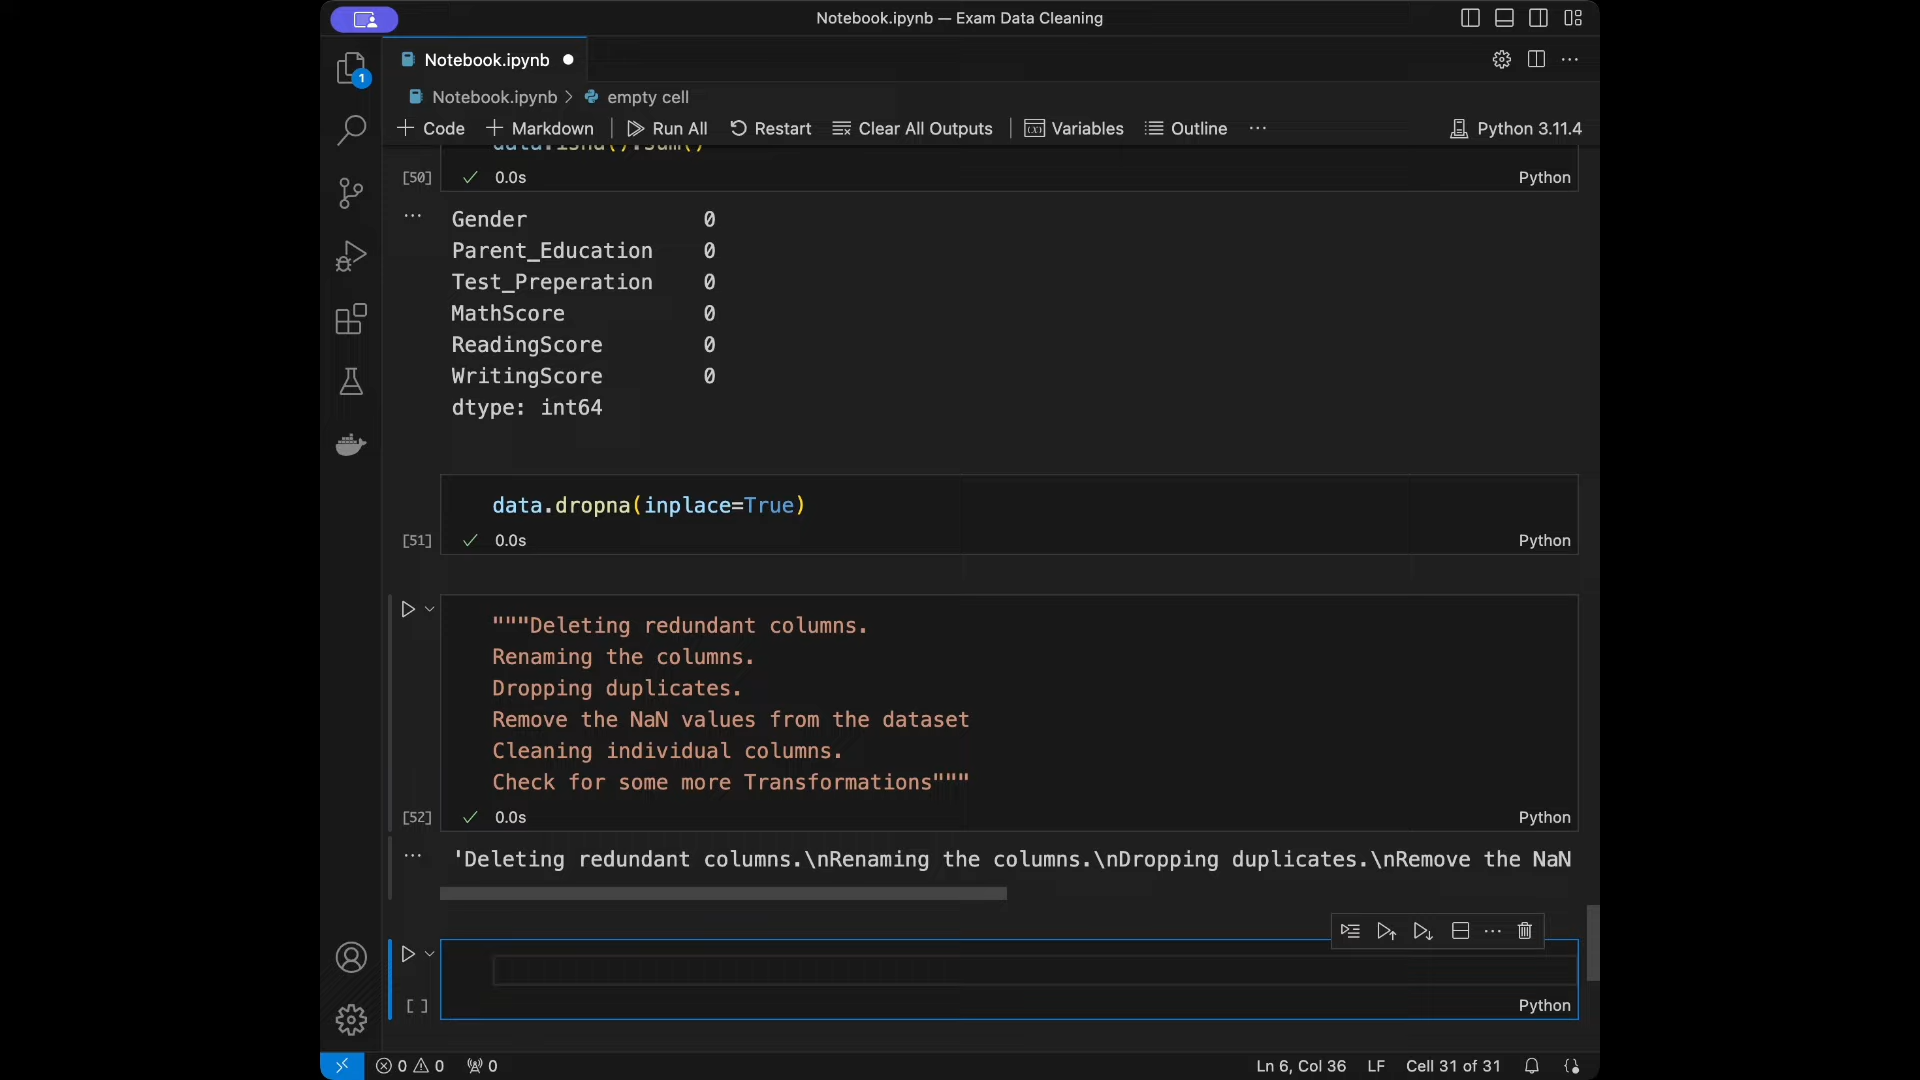 Notebook.ipynb — Exam Data Cleaning
Notebook.ipynb
1
Notebook.ipynb > empty cell
Code Markdown Run All Restart Clear All Outputs Variables Outline ··· Python 3.11.4
[50] 0.0s Python
Gender 0
Parent_Education 0
Test_Preperation 0
MathScore 0
ReadingScore 0
WritingScore 0
dtype: int64
data.dropna(inplace=True)
[51] 0.0s Python
"""Deleting redundant columns.
Renaming the columns.
Dropping duplicates.
Remove the NaN values from the dataset
Cleaning individual columns.
Check for some more Transformations"""
[52] 0.0s Python
'Deleting redundant columns.\nRenaming the columns.\nDropping duplicates.\nRemove the NaN
[ ] Python
0 0 0 Ln 6, Col 36 LF Cell 31 of 31